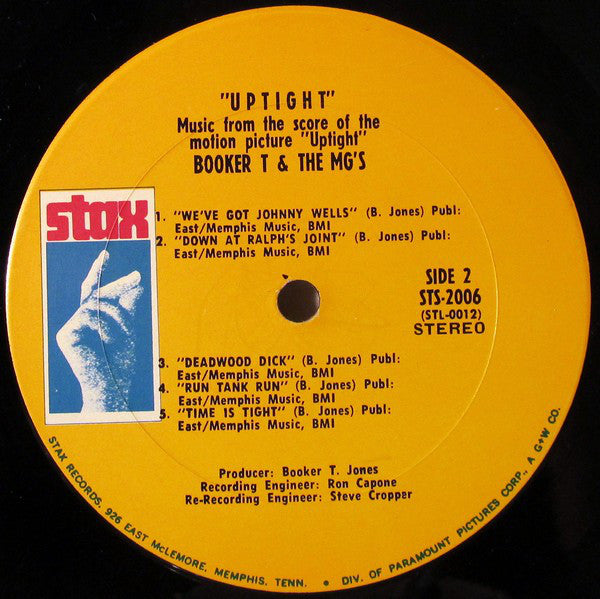 "UPTIGHT"
Music from the score of the
motion picture "Uptight"
BOOKER T & THE MG'S
stax
1. "WE'VE GOT JOHNNY WELLS" (B. Jones) Publ:
East/Memphis Music, BMI
2. "DOWN AT RALPH'S JOINT" (B. Jones) Publ:
East/Memphis Music, BMI
SIDE 2
STS-2006
(STL-0012)
STEREO
3. "DEADWOOD DICK" (B. Jones) Publ:
East/Memphis Music, BMI
4. "RUN TANK RUN" (B. Jones) Publ:
East/Memphis Music, BMI
5. "TIME IS TIGHT" (B. Jones) Publ:
East/Memphis Music, BMI
Producer: Booker T. Jones
Recording Engineer: Ron Capone
Re-Recording Engineer: Steve Cropper
STAX RECORDS, 926 EAST McLEMORE, MEMPHIS, TENN. • DIV. OF PARAMOUNT PICTURES CORP., A G+W CO.